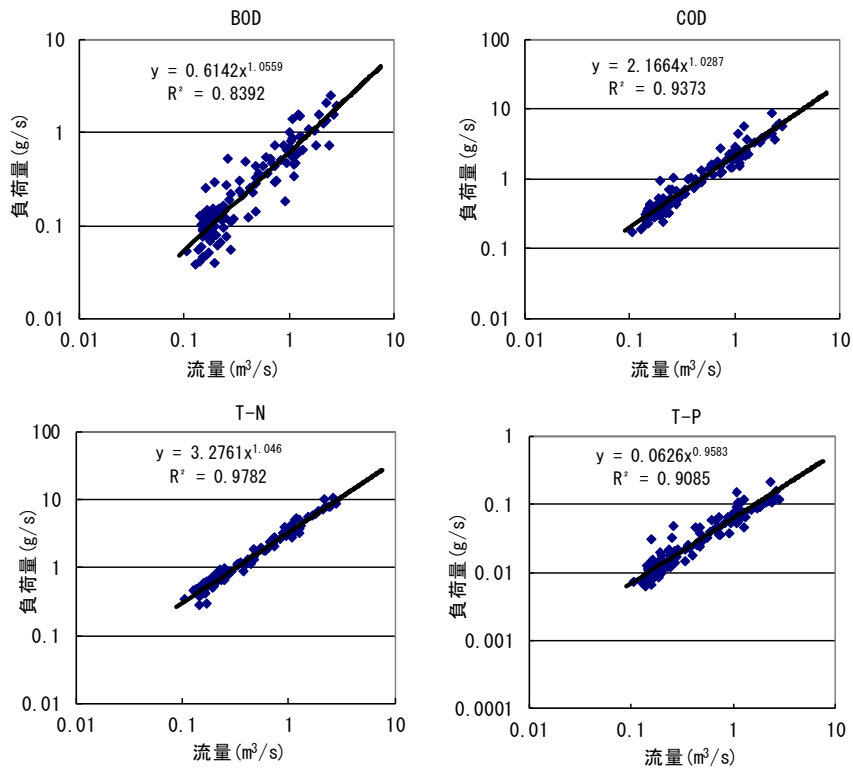 BOD
y = 0.6142x^1.0559
R² = 0.8392
10
1
0.1
0.01
0.01 0.1 1 10
負荷量(g/s)
流量(m³/s)
COD
y = 2.1664x^1.0287
R² = 0.9373
100
10
1
0.1
0.01
0.01 0.1 1 10
負荷量(g/s)
流量(m³/s)
T-N
y = 3.2761x^1.046
R² = 0.9782
100
10
1
0.1
0.01
0.01 0.1 1 10
負荷量(g/s)
流量(m³/s)
T-P
y = 0.0626x^0.9583
R² = 0.9085
1
0.1
0.01
0.001
0.0001
0.01 0.1 1 10
負荷量(g/s)
流量(m³/s)